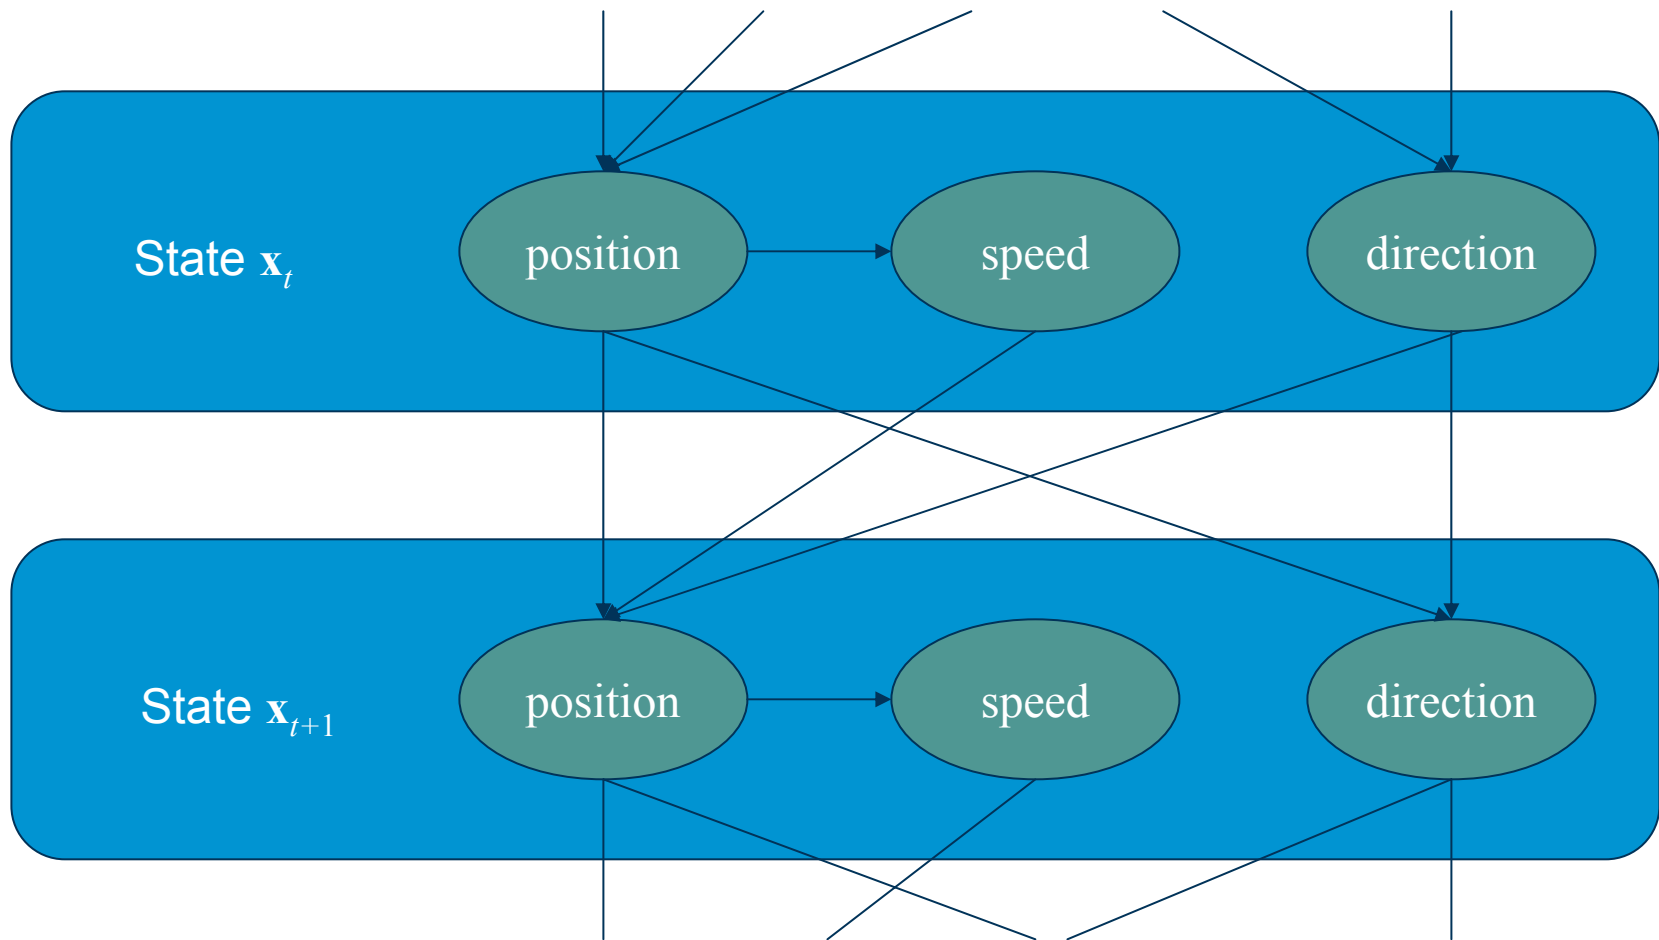 State x_t
position
speed
direction
State x_{t+1}
position
speed
direction